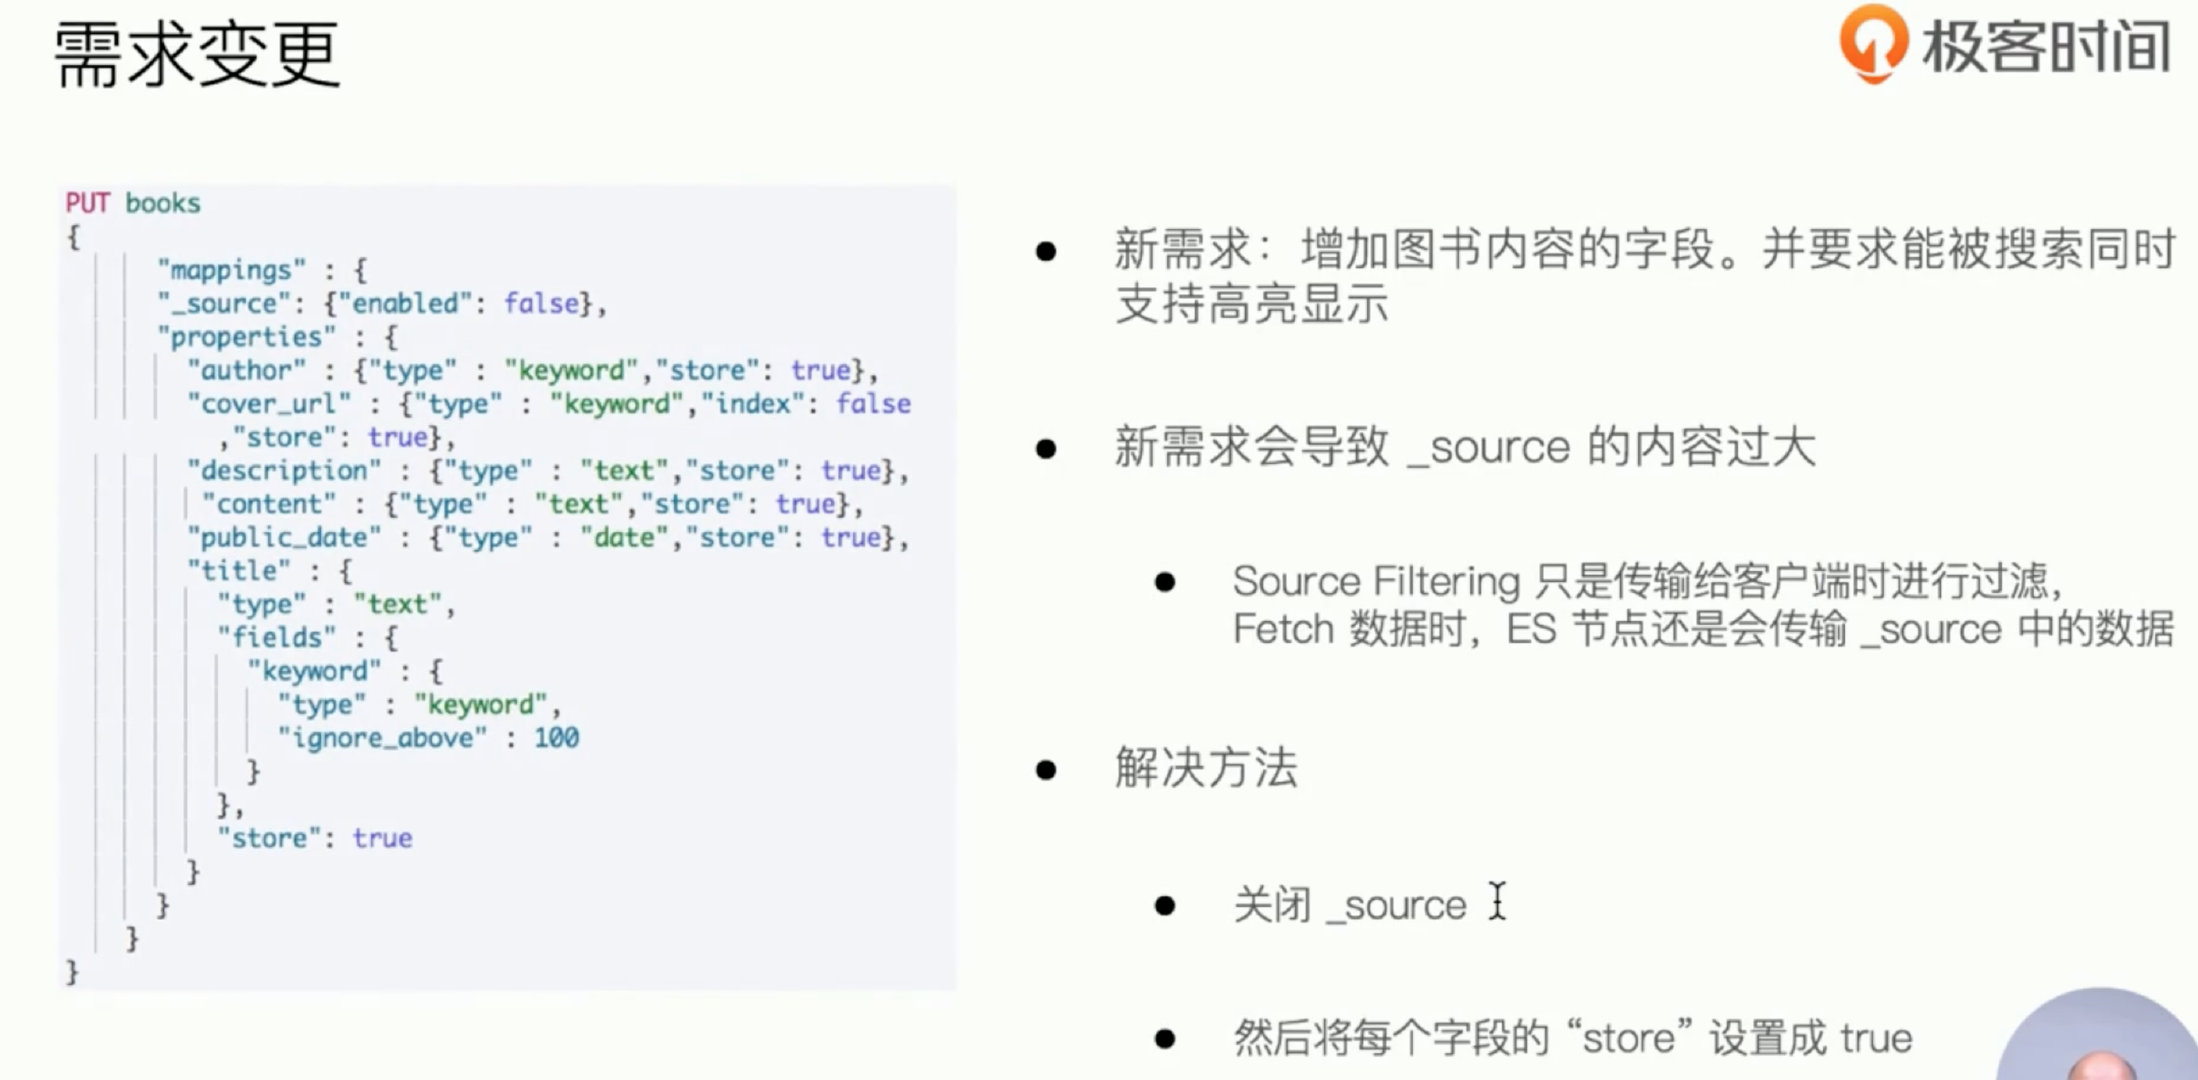 需求变更
极客时间
PUT books
{
"mappings" : {
"_source": {"enabled": false},
"properties" : {
"author" : {"type" : "keyword","store": true},
"cover_url" : {"type" : "keyword","index": false
,"store": true},
"description" : {"type" : "text","store": true},
"content" : {"type" : "text","store": true},
"public_date" : {"type" : "date","store": true},
"title" : {
"type" : "text",
"fields" : {
"keyword" : {
"type" : "keyword",
"ignore_above" : 100
}
},
"store": true
}
}
}
}
新需求：增加图书内容的字段。并要求能被搜索同时
支持高亮显示
新需求会导致 _source 的内容过大
Source Filtering 只是传输给客户端时进行过滤，
Fetch 数据时，ES 节点还是会传输 _source 中的数据
解决方法
关闭 _source
然后将每个字段的 “store” 设置成 true